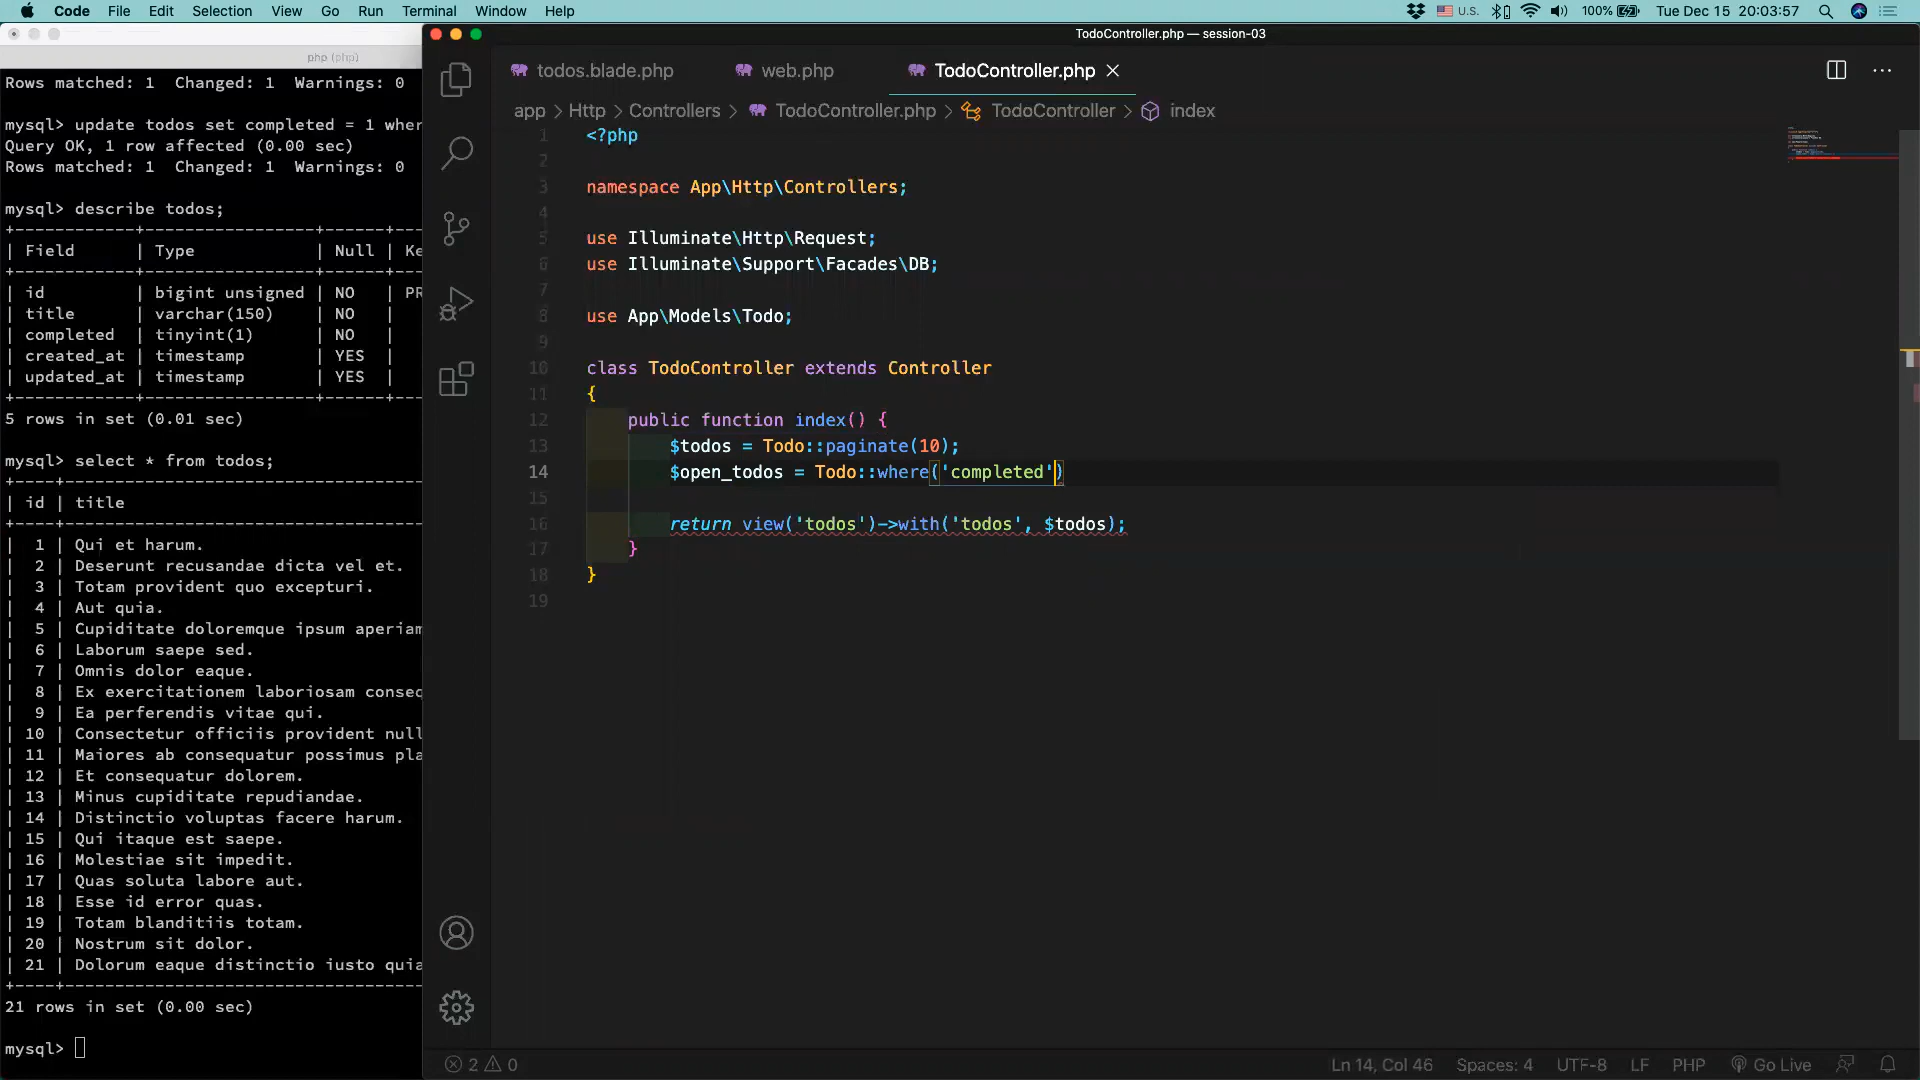 Code File Edit Selection View Go Run Terminal Window Help U.S. 100% Tue Dec 15 20:03:57
php (php)
Rows matched: 1 Changed: 1 Warnings: 0
mysql> update todos set completed = 1 wher
Query OK, 1 row affected (0.00 sec)
Rows matched: 1 Changed: 1 Warnings: 0
mysql> describe todos;
+------------+-----------------+------+---
| Field | Type | Null | Ke
| id | bigint unsigned | NO | PR
| title | varchar(150) | NO |
| completed | tinyint(1) | NO |
| created_at | timestamp | YES |
| updated_at | timestamp | YES |
5 rows in set (0.01 sec)
mysql> select * from todos;
| id | title
| 1 | Qui et harum.
| 2 | Deserunt recusandae dicta vel et.
| 3 | Totam provident quo excepturi.
| 4 | Aut quia.
| 5 | Cupiditate doloremque ipsum aperiam
| 6 | Laborum saepe sed.
| 7 | Omnis dolor eaque.
| 8 | Ex exercitationem laboriosam conseq
| 9 | Ea perferendis vitae qui.
| 10 | Consectetur officiis provident null
| 11 | Maiores ab consequatur possimus pla
| 12 | Et consequatur dolorem.
| 13 | Minus cupiditate repudiandae.
| 14 | Distinctio voluptas facere harum.
| 15 | Qui itaque est saepe.
| 16 | Molestiae sit impedit.
| 17 | Quas soluta labore aut.
| 18 | Esse id error quas.
| 19 | Totam blanditiis totam.
| 20 | Nostrum sit dolor.
| 21 | Dolorum eaque distinctio iusto quia
21 rows in set (0.00 sec)
mysql>
TodoController.php — session-03
todos.blade.php web.php TodoController.php
app > Http > Controllers > TodoController.php > TodoController > index
1 <?php
2
3 namespace App\Http\Controllers;
4
5 use Illuminate\Http\Request;
6 use Illuminate\Support\Facades\DB;
7
8 use App\Models\Todo;
9
10 class TodoController extends Controller
11 {
12 public function index() {
13 $todos = Todo::paginate(10);
14 $open_todos = Todo::where('completed')
15
16 return view('todos')->with('todos', $todos);
17 }
18 }
19
2 0 Ln 14, Col 46 Spaces: 4 UTF-8 LF PHP Go Live